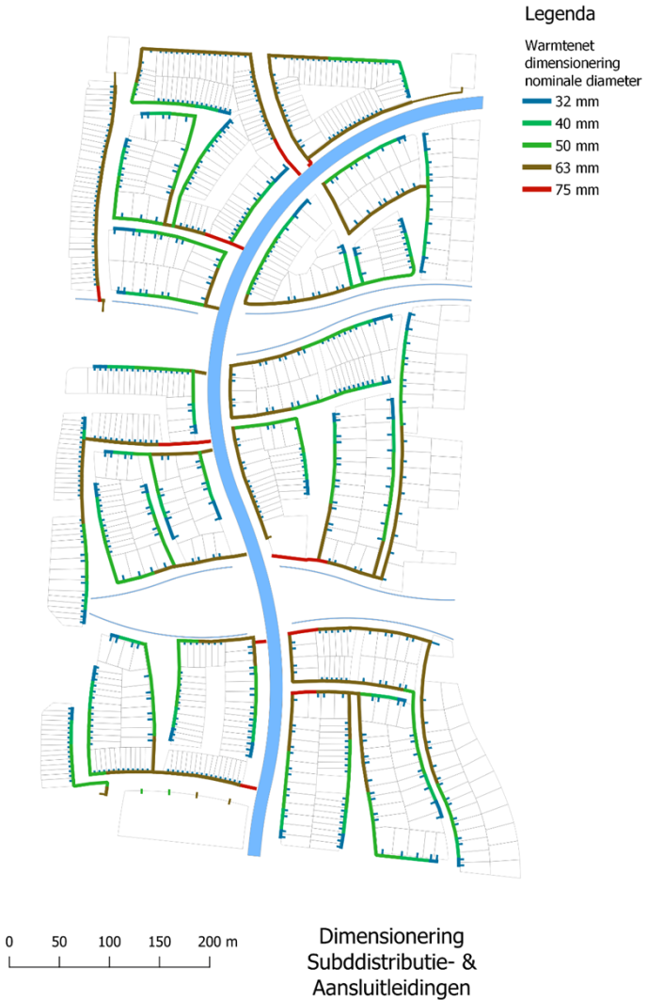 Legenda
Warmtenet
dimensionering
nominale diameter
32 mm
40 mm
50 mm
63 mm
75 mm
0 50 100 150 200 m
Dimensionering
Subddistributie- &
Aansluitleidingen